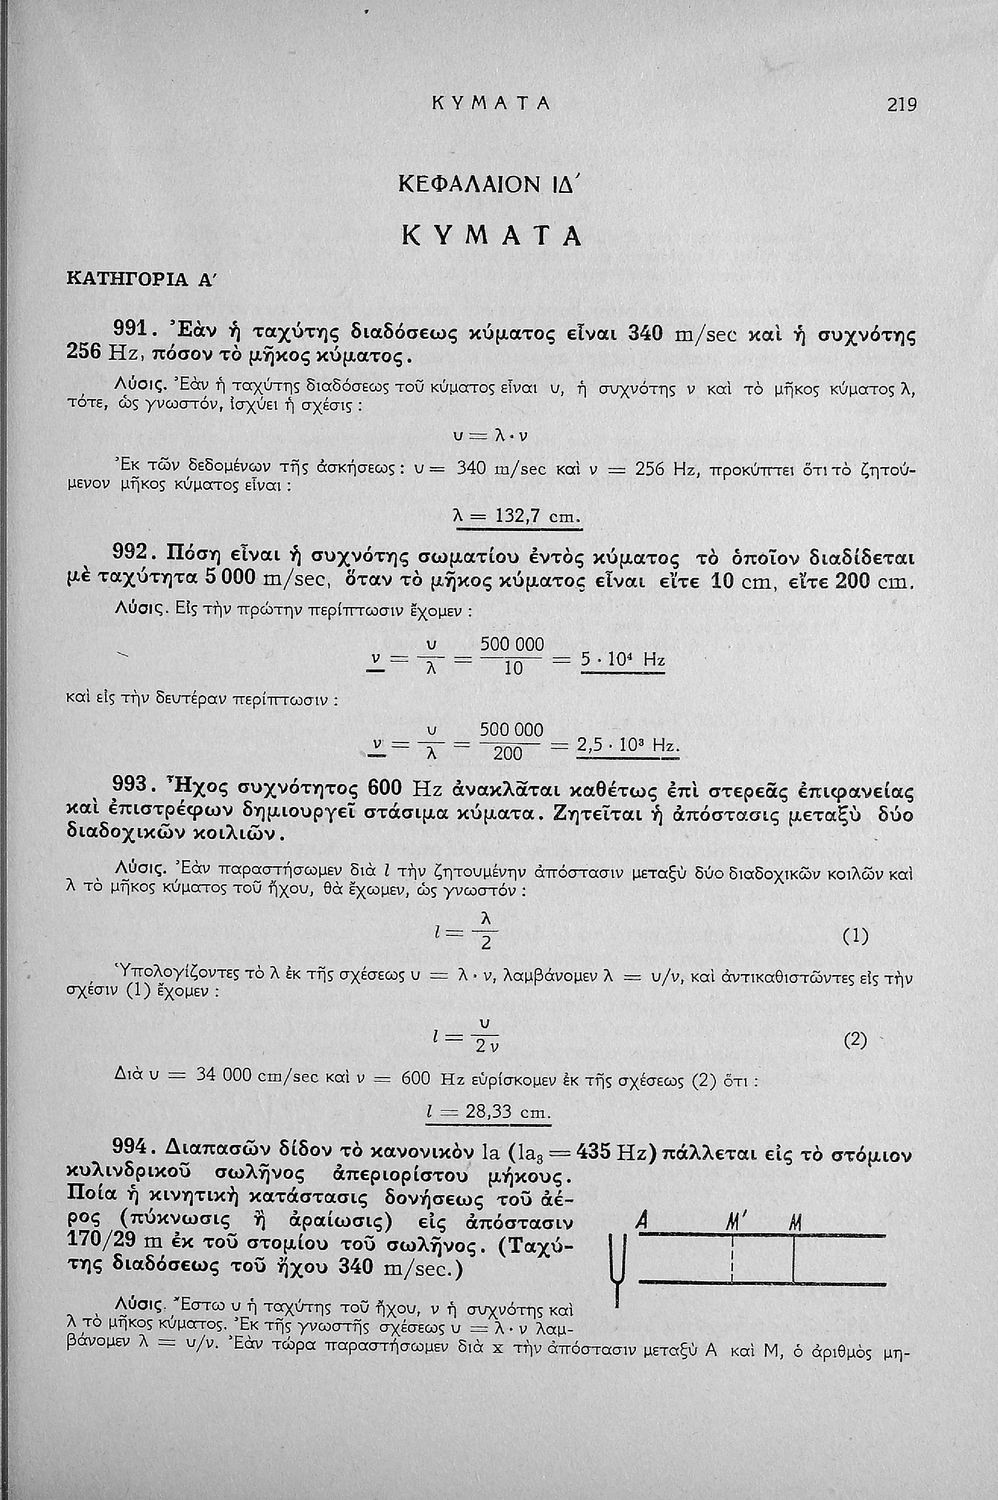 ΚΥΜΑΤΑ 219
ΚΕΦΑΛΑΙΟΝ ΙΔ΄
ΚΥΜΑΤΑ
ΚΑΤΗΓΟΡΙΑ Α΄
991. Ἐὰν ἡ ταχύτης διαδόσεως κύματος εἶναι 340 m/sec καὶ ἡ συχνότης
256 Hz, πόσον τὸ μῆκος κύματος.
Λύσις. Ἐὰν ἡ ταχύτης διαδόσεως τοῦ κύματος εἶναι υ, ἡ συχνότης ν καὶ τὸ μῆκος κύματος λ,
τότε, ὡς γνωστόν, ἰσχύει ἡ σχέσις :
υ = λ · ν
Ἐκ τῶν δεδομένων τῆς ἀσκήσεως : υ = 340 m/sec καὶ ν = 256 Hz, προκύπτει ὅτι τὸ ζητού-
μενον μῆκος κύματος εἶναι :
λ = 132,7 cm.
992. Πόση εἶναι ἡ συχνότης σωματίου ἐντὸς κύματος τὸ ὁποῖον διαδίδεται
μὲ ταχύτητα 5 000 m/sec, ὅταν τὸ μῆκος κύματος εἶναι εἴτε 10 cm, εἴτε 200 cm.
Λύσις. Εἰς τὴν πρώτην περίπτωσιν ἔχομεν :
ν = υ/λ = 500 000/10 = 5 · 10⁴ Hz
καὶ εἰς τὴν δευτέραν περίπτωσιν :
ν = υ/λ = 500 000/200 = 2,5 · 10³ Hz.
993. Ἦχος συχνότητος 600 Hz ἀνακλᾶται καθέτως ἐπὶ στερεᾶς ἐπιφανείας
καὶ ἐπιστρέφων δημιουργεῖ στάσιμα κύματα. Ζητεῖται ἡ ἀπόστασις μεταξὺ δύο
διαδοχικῶν κοιλιῶν.
Λύσις. Ἐὰν παραστήσωμεν διὰ l τὴν ζητουμένην ἀπόστασιν μεταξὺ δύο διαδοχικῶν κοιλῶν καὶ
λ τὸ μῆκος κύματος τοῦ ἤχου, θὰ ἔχωμεν, ὡς γνωστόν :
l = λ/2 (1)
Ὑπολογίζοντες τὸ λ ἐκ τῆς σχέσεως υ = λ · ν, λαμβάνομεν λ = υ/ν, καὶ ἀντικαθιστῶντες εἰς τὴν
σχέσιν (1) ἔχομεν :
l = υ/2ν (2)
Διὰ υ = 34 000 cm/sec καὶ ν = 600 Hz εὑρίσκομεν ἐκ τῆς σχέσεως (2) ὅτι :
l = 28,33 cm.
994. Διαπασῶν δίδον τὸ κανονικὸν la (la₃ = 435 Hz) πάλλεται εἰς τὸ στόμιον
κυλινδρικοῦ σωλῆνος ἀπεριορίστου μήκους.
Ποία ἡ κινητικὴ κατάστασις δονήσεως τοῦ ἀέ-
ρος (πύκνωσις ἢ ἀραίωσις) εἰς ἀπόστασιν
170/29 m ἐκ τοῦ στομίου τοῦ σωλῆνος. (Ταχύ-
της διαδόσεως τοῦ ἤχου 340 m/sec.)
A M′ M
Λύσις. Ἔστω υ ἡ ταχύτης τοῦ ἤχου, ν ἡ συχνότης καὶ
λ τὸ μῆκος κύματος. Ἐκ τῆς γνωστῆς σχέσεως υ = λ · ν λαμ-
βάνομεν λ = υ/ν. Ἐὰν τώρα παραστήσωμεν διὰ x τὴν ἀπόστασιν μεταξὺ Α καὶ Μ, ὁ ἀριθμὸς μη-